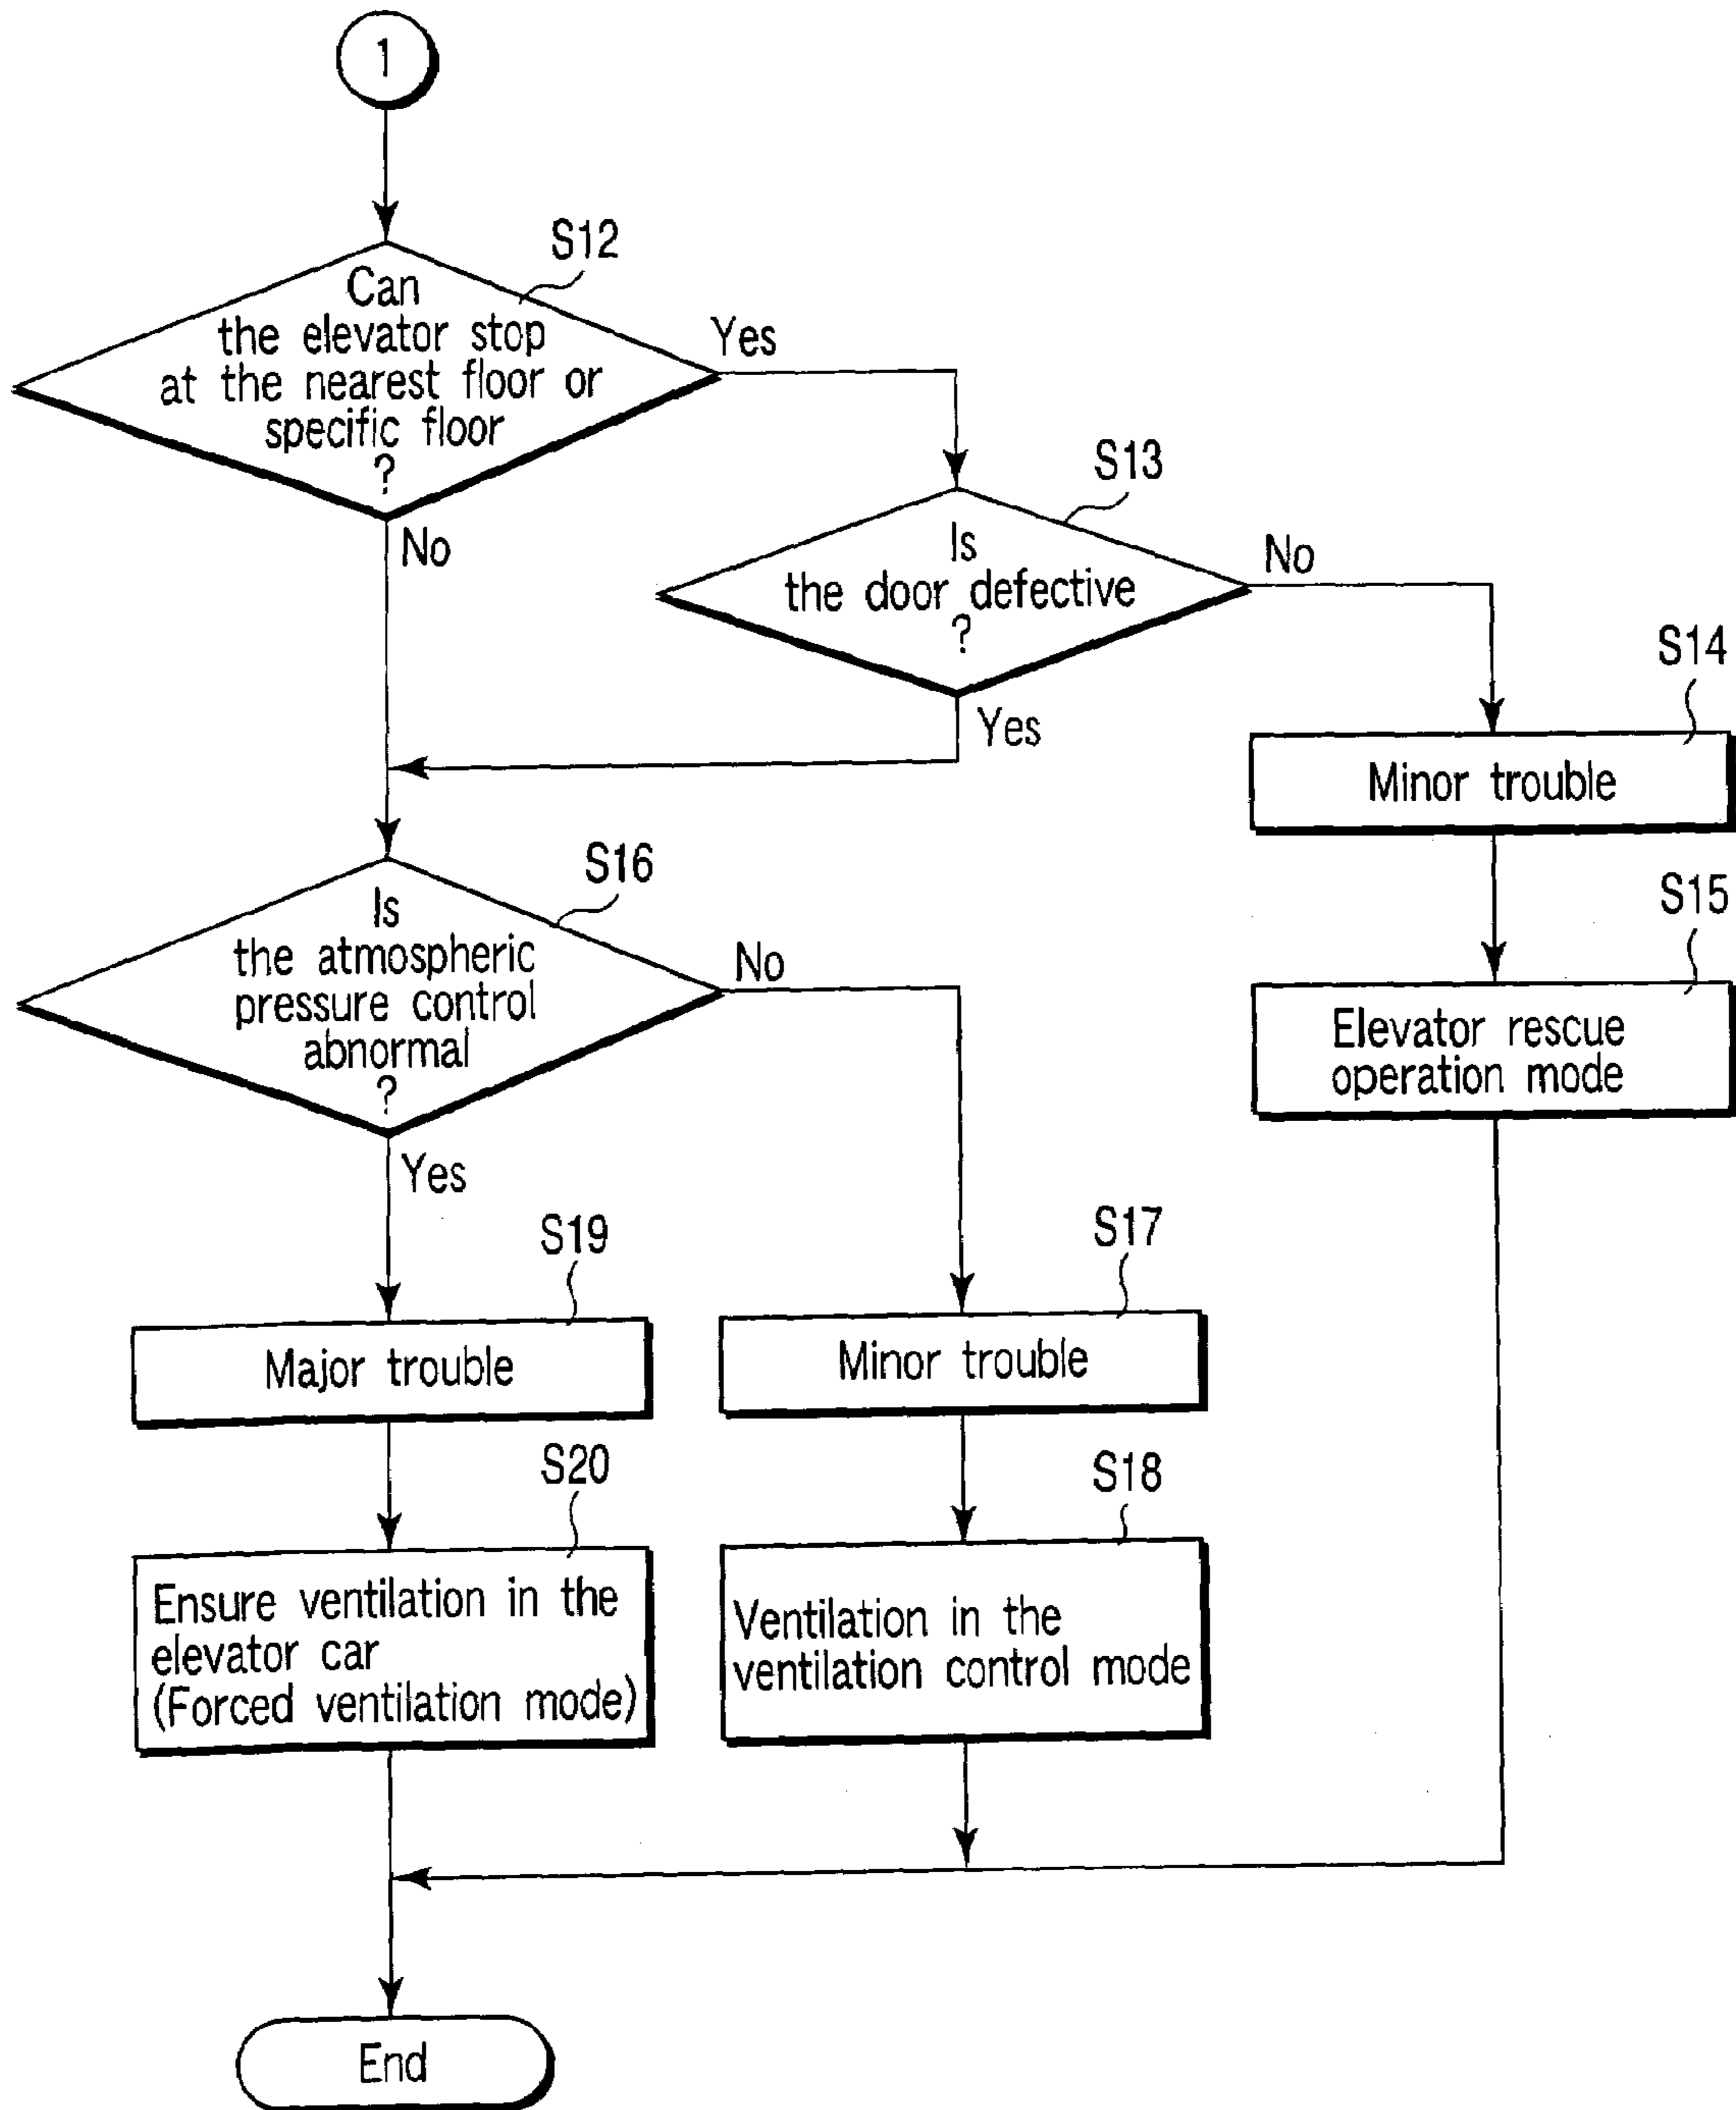 1
S12
Can
the elevator stop
at the nearest floor or
specific floor
?
Yes
No
S13
Is
the door defective
?
No
Yes
S14
Minor trouble
S15
Elevator rescue
operation mode
S16
Is
the atmospheric
pressure control
abnormal
?
No
Yes
S19
Major trouble
S17
Minor trouble
S20
Ensure ventilation in the
elevator car
(Forced ventilation mode)
S18
Ventilation in the
ventilation control mode
End